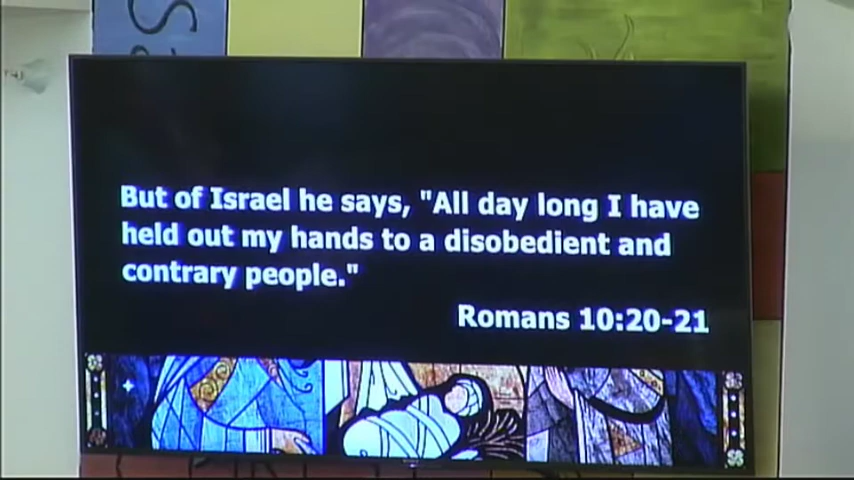 But of Israel he says, "All day long I have
held out my hands to a disobedient and
contrary people."
Romans 10:20-21